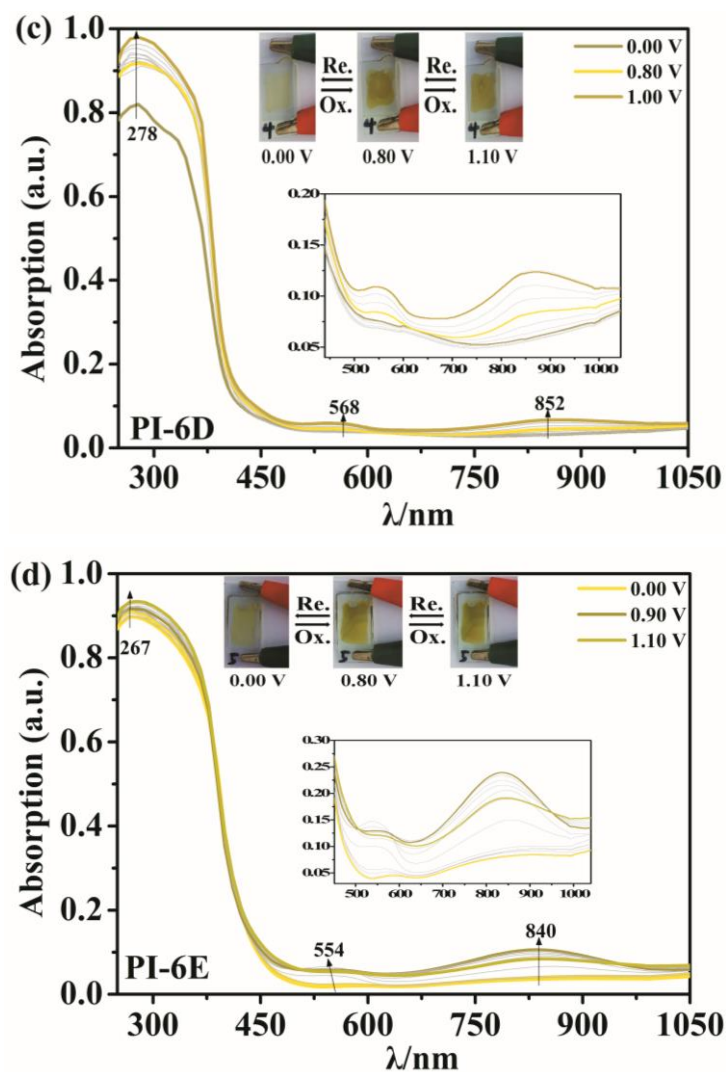 (c)
1.0
0.8
0.6
0.4
0.2
0.0
Absorption (a.u.)
278
Re.
Ox.
Re.
Ox.
4
4
4
0.00 V
0.80 V
1.10 V
0.00 V
0.80 V
1.00 V
0.20
0.15
0.10
0.05
500
600
700
800
900
1000
568
852
PI-6D
300
450
600
750
900
1050
λ/nm
(d)
1.0
0.8
0.6
0.4
0.2
0.0
Absorption (a.u.)
267
Re.
Ox.
Re.
Ox.
5
5
5
0.00 V
0.80 V
1.10 V
0.00 V
0.90 V
1.10 V
0.30
0.25
0.20
0.15
0.10
0.05
500
600
700
800
900
1000
554
840
PI-6E
300
450
600
750
900
1050
λ/nm